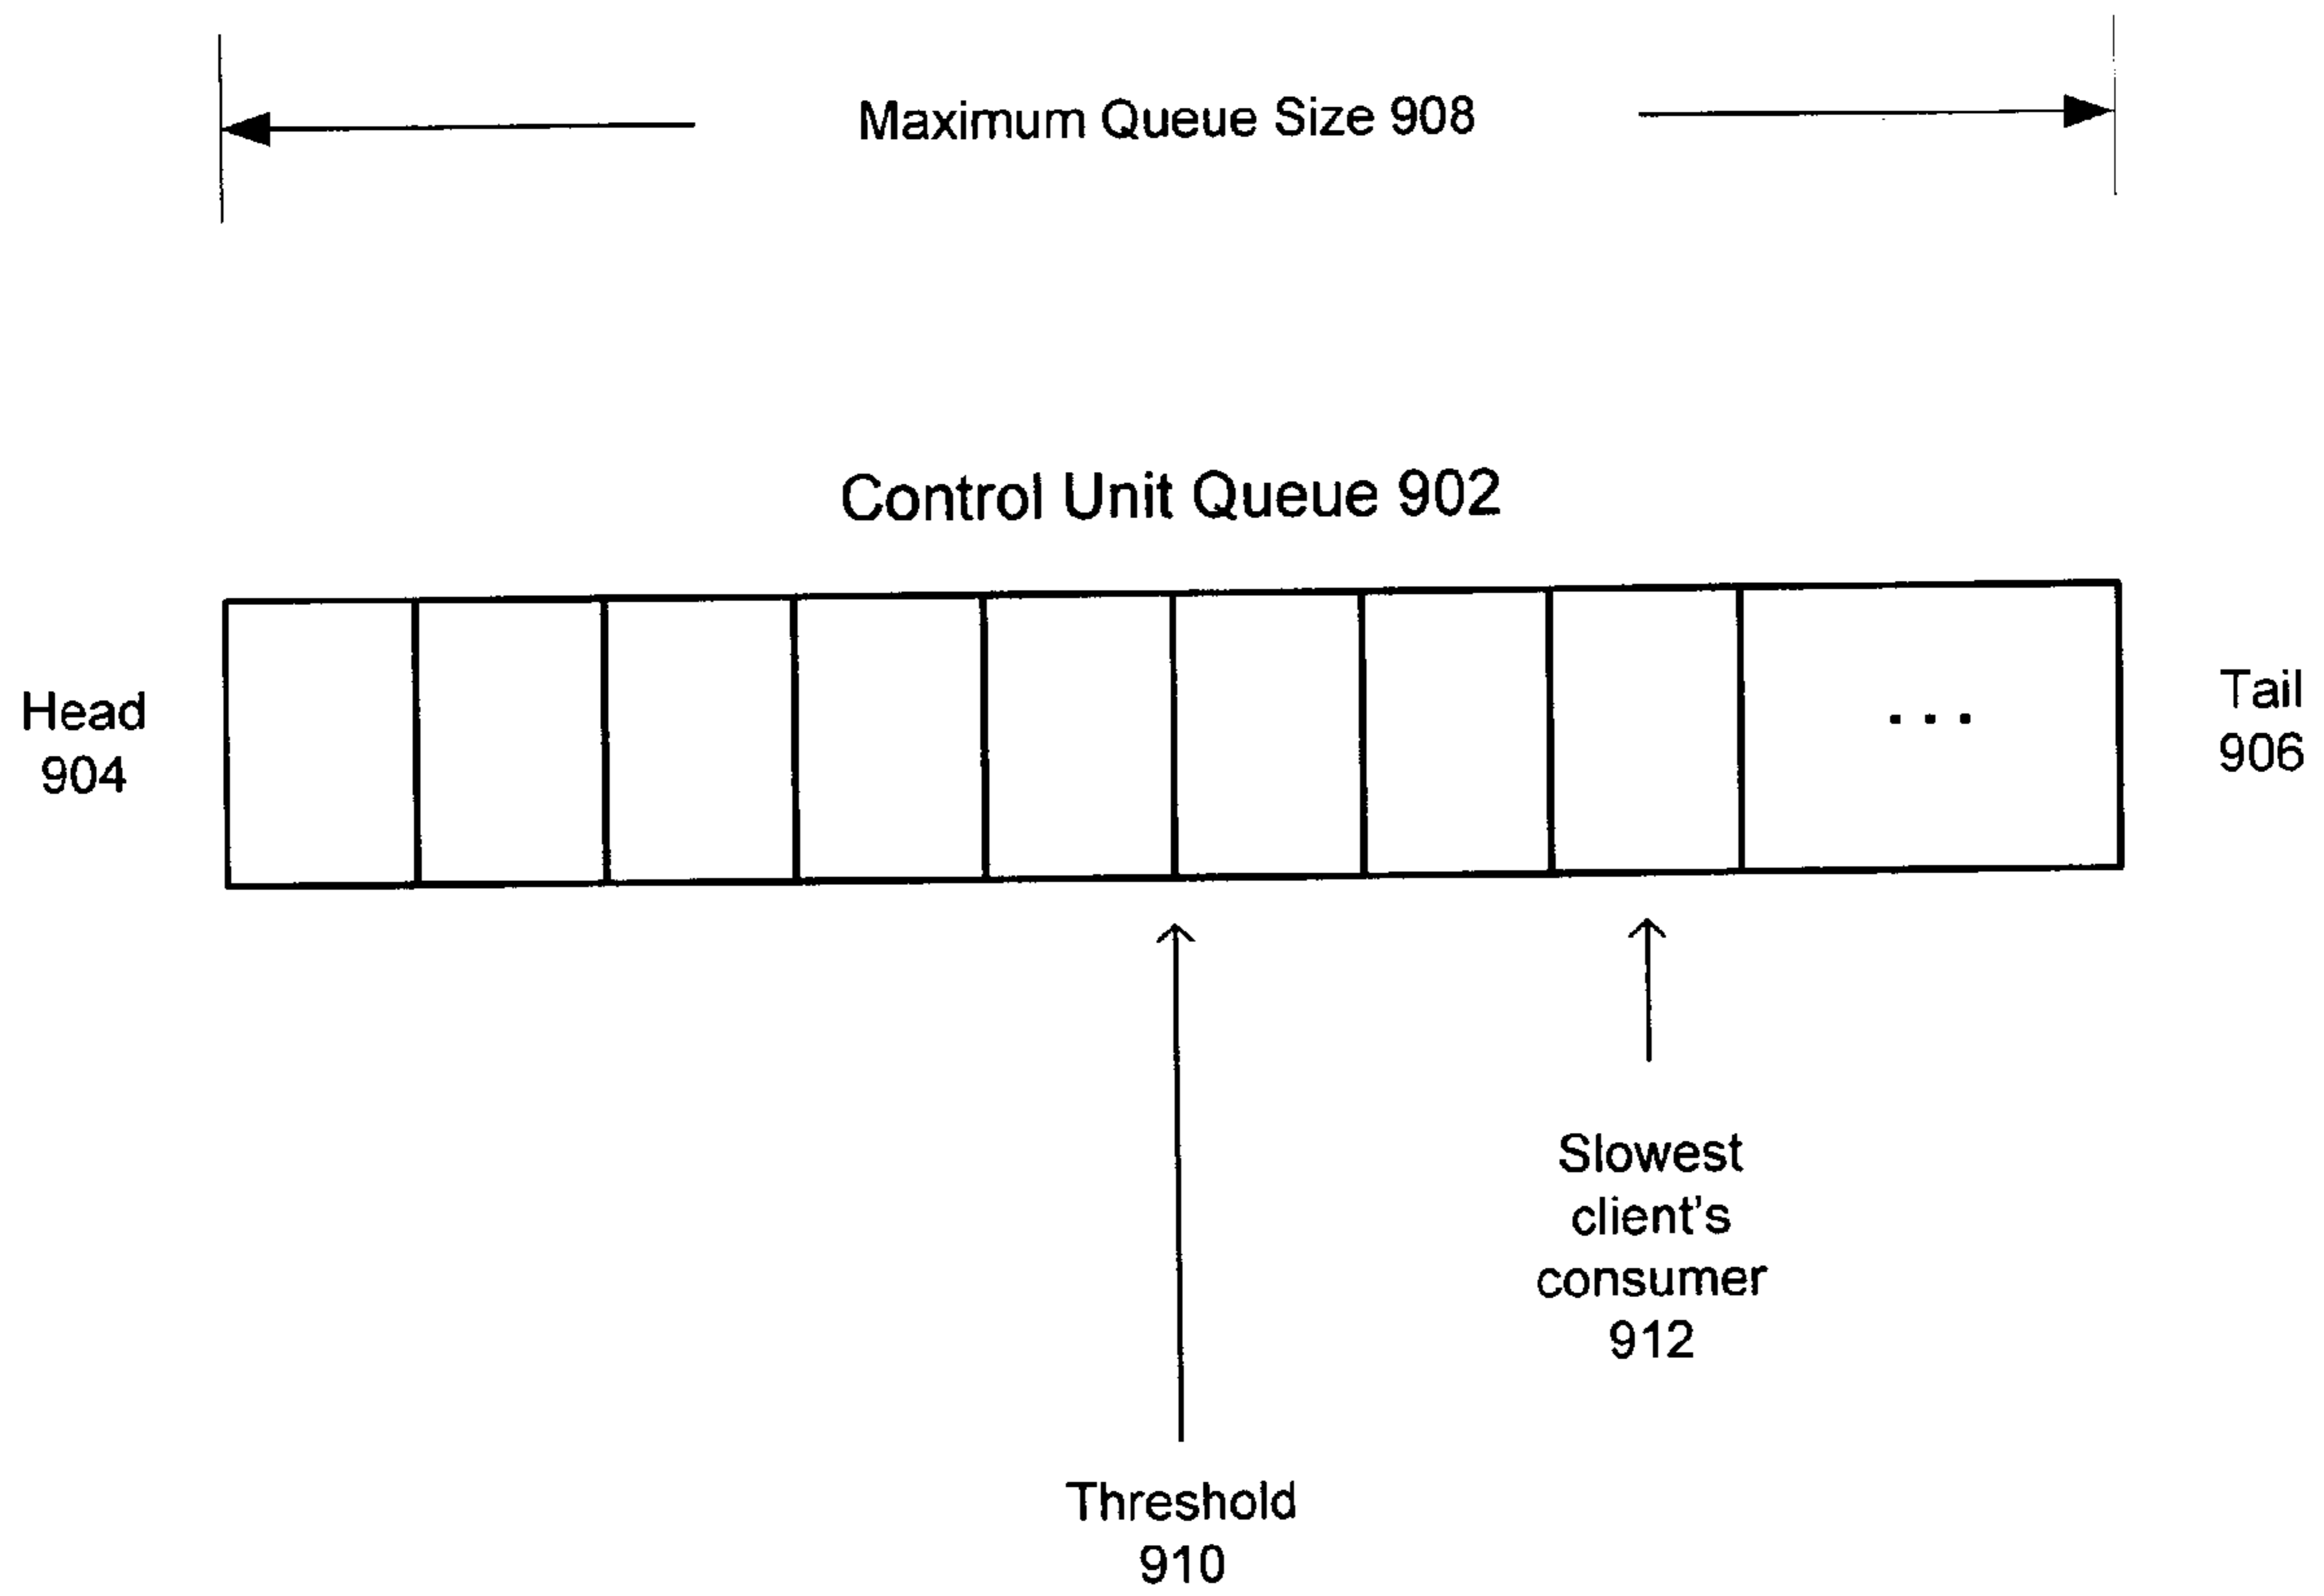 Maximum Queue Size 908
Control Unit Queue 902
Head
904
...
Tail
906
Slowest
client's
consumer
912
Threshold
910